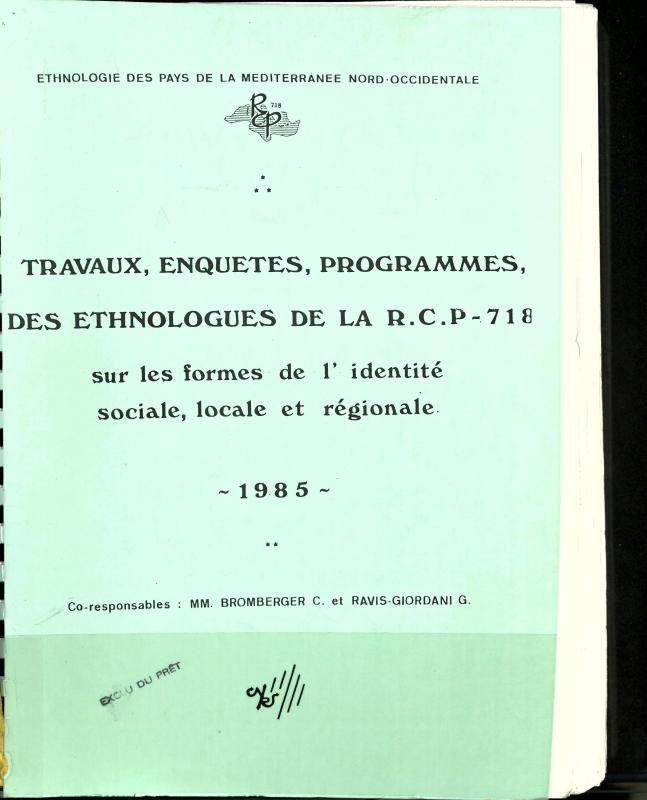 ETHNOLOGIE DES PAYS DE LA MEDITERRANEE NORD-OCCIDENTALE
RCP 718
TRAVAUX, ENQUETES, PROGRAMMES,
DES ETHNOLOGUES DE LA R.C.P-718
sur les formes de l' identité
sociale, locale et régionale.
~ 1985 ~
Co-responsables : MM. BROMBERGER C. et RAVIS-GIORDANI G.
EXCLU DU PRÊT